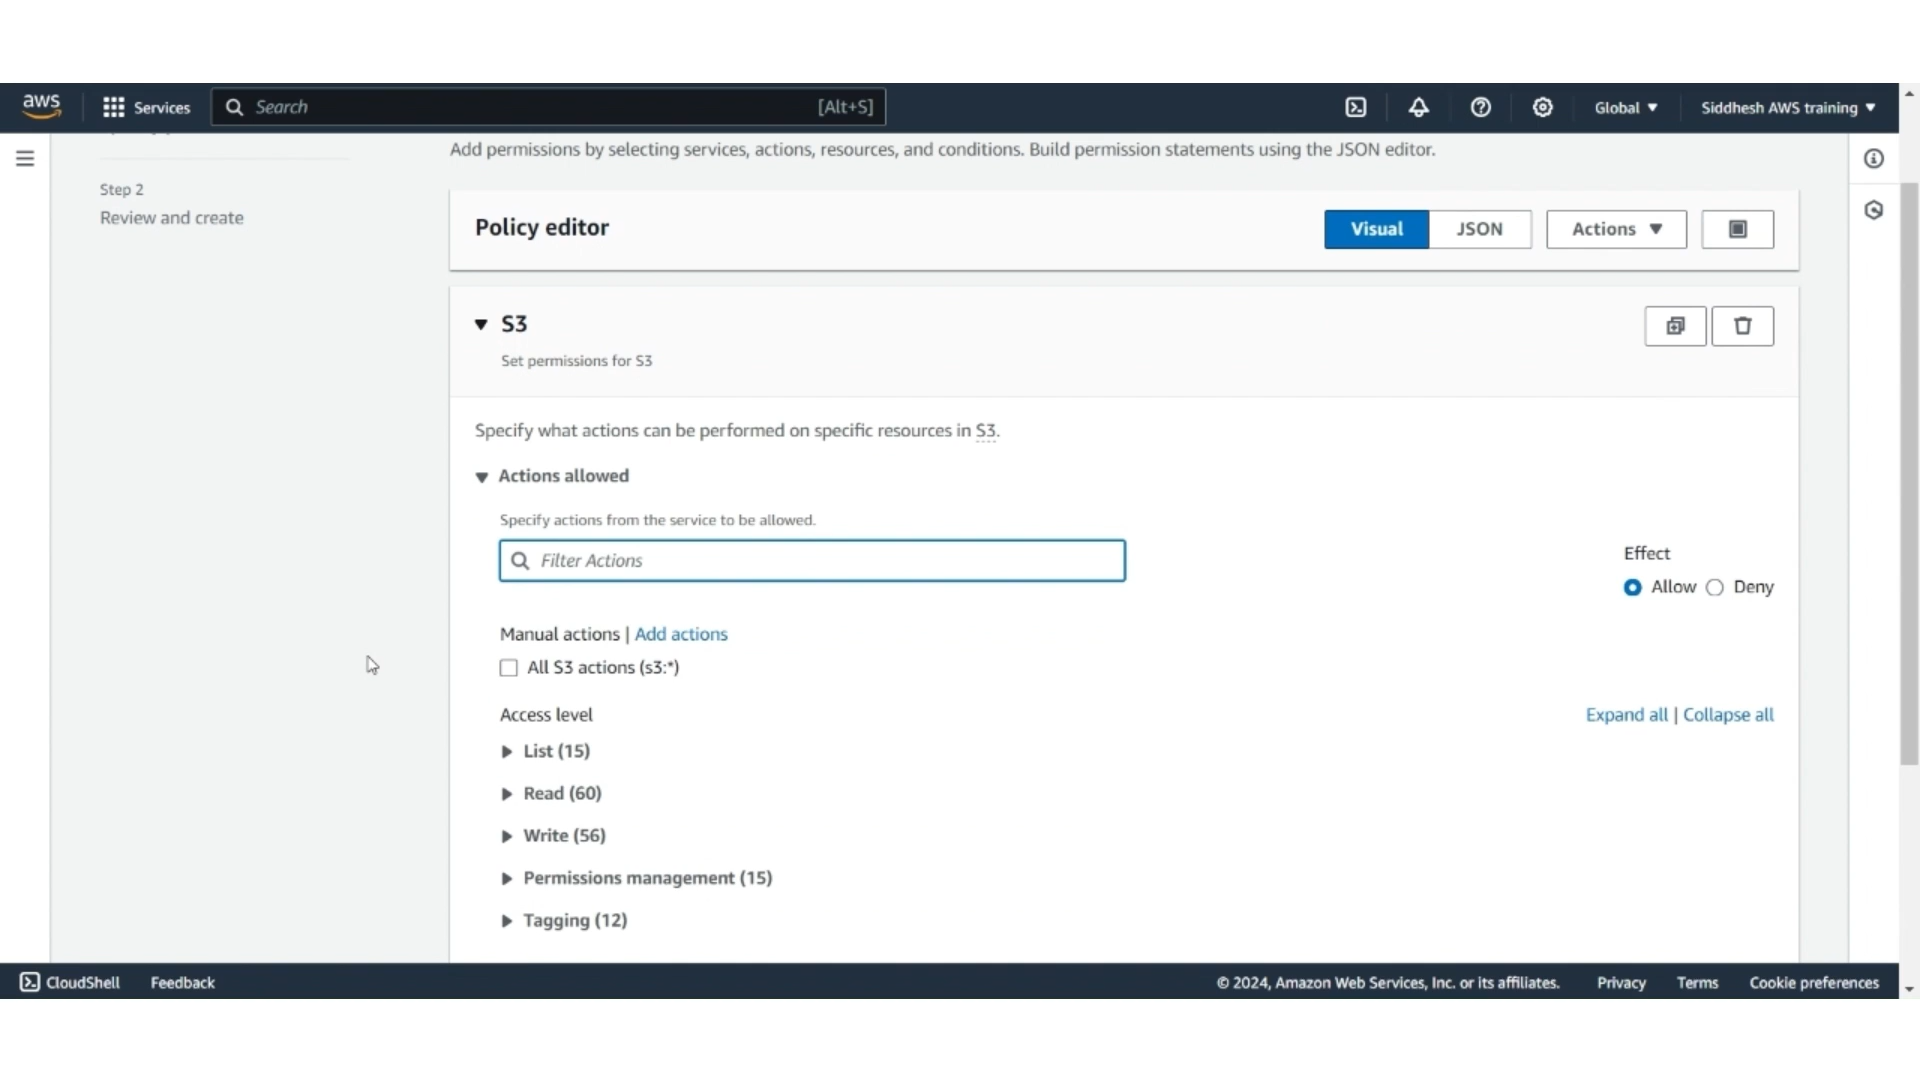 aws
Services
Search
[Alt+S]
Global
Siddhesh AWS training
Add permissions by selecting services, actions, resources, and conditions. Build permission statements using the JSON editor.
Step 2
Review and create
Policy editor
Visual
JSON
Actions
S3
Set permissions for S3
Specify what actions can be performed on specific resources in S3.
Actions allowed
Specify actions from the service to be allowed.
Filter Actions
Effect
Allow
Deny
Manual actions | Add actions
All S3 actions (s3:*)
Access level
Expand all | Collapse all
List (15)
Read (60)
Write (56)
Permissions management (15)
Tagging (12)
CloudShell
Feedback
© 2024, Amazon Web Services, Inc. or its affiliates.
Privacy
Terms
Cookie preferences